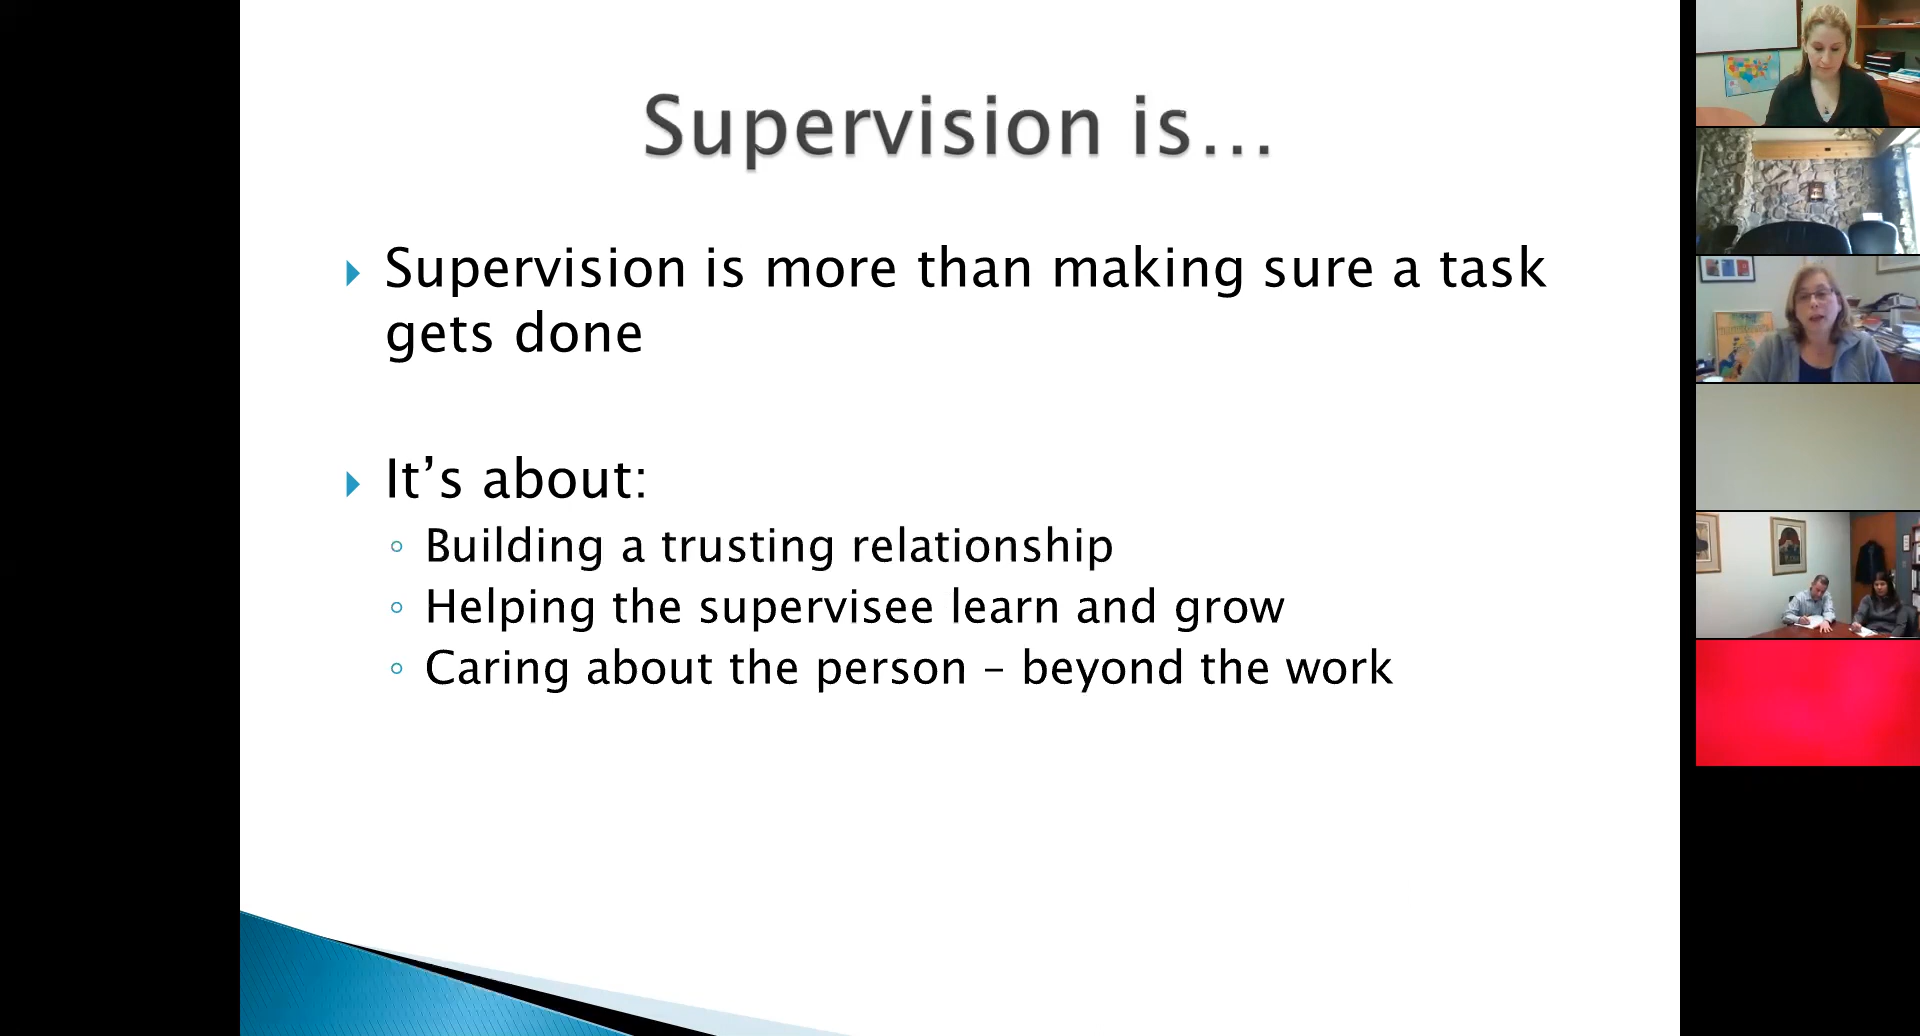 Supervision is...
Supervision is more than making sure a task
gets done
It’s about:
Building a trusting relationship
Helping the supervisee learn and grow
Caring about the person – beyond the work